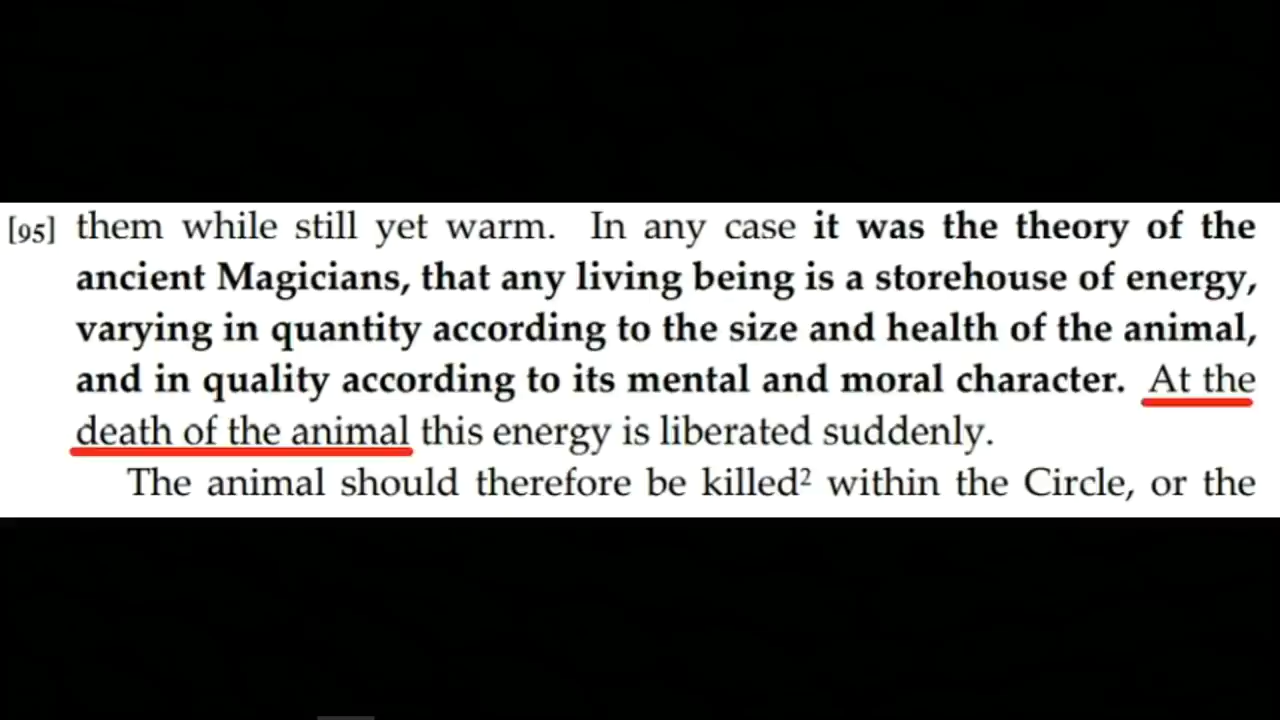 [95] them while still yet warm. In any case it was the theory of the
ancient Magicians, that any living being is a storehouse of energy,
varying in quantity according to the size and health of the animal,
and in quality according to its mental and moral character. At the
death of the animal this energy is liberated suddenly.
The animal should therefore be killed² within the Circle, or the